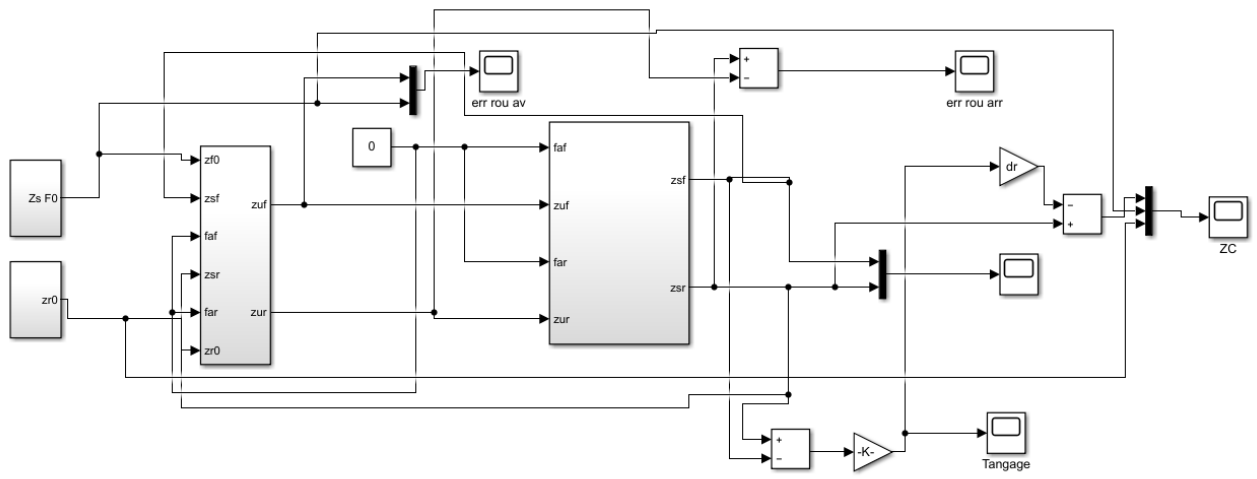 err rou av
err rou arr
Zs F0
zr0
zf0
zsf
faf
zsr
far
zr0
zuf
zur
0
faf
zuf
far
zur
zsf
zsr
+
−
dr
−
+
ZC
+
−
-K-
Tangage